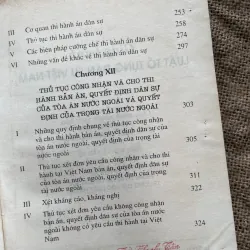 III Cơ quan thi hành án dân sự 253
IV Thủ tục thi hành án dân sự 258
V Các biện pháp cưỡng chế thi hành án dân sự 274
VI Những vấn đề khác về thi hành án dân sự 297
Chương XII
THỦ TỤC CÔNG NHẬN VÀ CHO THI
HÀNH BẢN ÁN, QUYẾT ĐỊNH DÂN SỰ
CỦA TÒA ÁN NƯỚC NGOÀI VÀ QUYẾT
ĐỊNH CỦA TRỌNG TÀI NƯỚC NGOÀI 303
I Những quy định chung về thủ tục công nhận
và cho thi hành bản án, quyết định dân sự của
tòa án nước ngoài, quyết định của trọng tài
nước ngoài 305
II Thủ tục xét đơn yêu cầu công nhận và cho thi
hành tại Việt Nam bản án, quyết định dân sự
của tòa án nước ngoài, quyết định của trọng
tài nước ngoài
III Xét kháng cáo, kháng nghị 322
IV Thủ tục xét đơn yêu cầu không công nhận
bản án, quyết định dân sự của tòa án nước
ngoài không có yêu cầu thi hành tại Việt
Nam 324